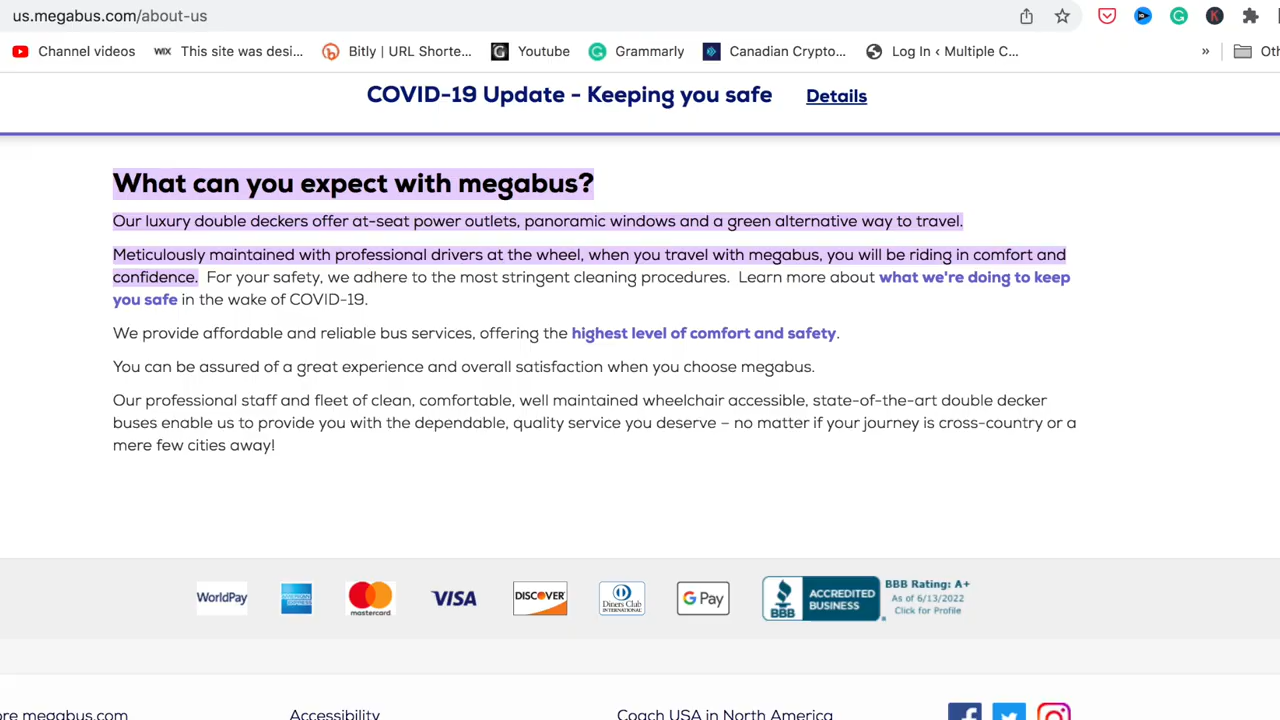 us.megabus.com/about-us
Channel videos WIX This site was desi... Bitly | URL Shorte... YouTube Grammarly Canadian Crypto... Log In ‹ Multiple C... » Oth
COVID-19 Update - Keeping you safe Details
What can you expect with megabus?
Our luxury double deckers offer at-seat power outlets, panoramic windows and a green alternative way to travel.
Meticulously maintained with professional drivers at the wheel, when you travel with megabus, you will be riding in comfort and
confidence. For your safety, we adhere to the most stringent cleaning procedures. Learn more about what we're doing to keep
you safe in the wake of COVID-19.
We provide affordable and reliable bus services, offering the highest level of comfort and safety.
You can be assured of a great experience and overall satisfaction when you choose megabus.
Our professional staff and fleet of clean, comfortable, well maintained wheelchair accessible, state-of-the-art double decker
buses enable us to provide you with the dependable, quality service you deserve – no matter if your journey is cross-country or a
mere few cities away!
WorldPay mastercard VISA DISCOVER Diners Club INTERNATIONAL G Pay BBB ACCREDITED BUSINESS BBB Rating: A+
As of 6/13/2022
Click for Profile
ore megabus.com Accessibility Coach USA in North America